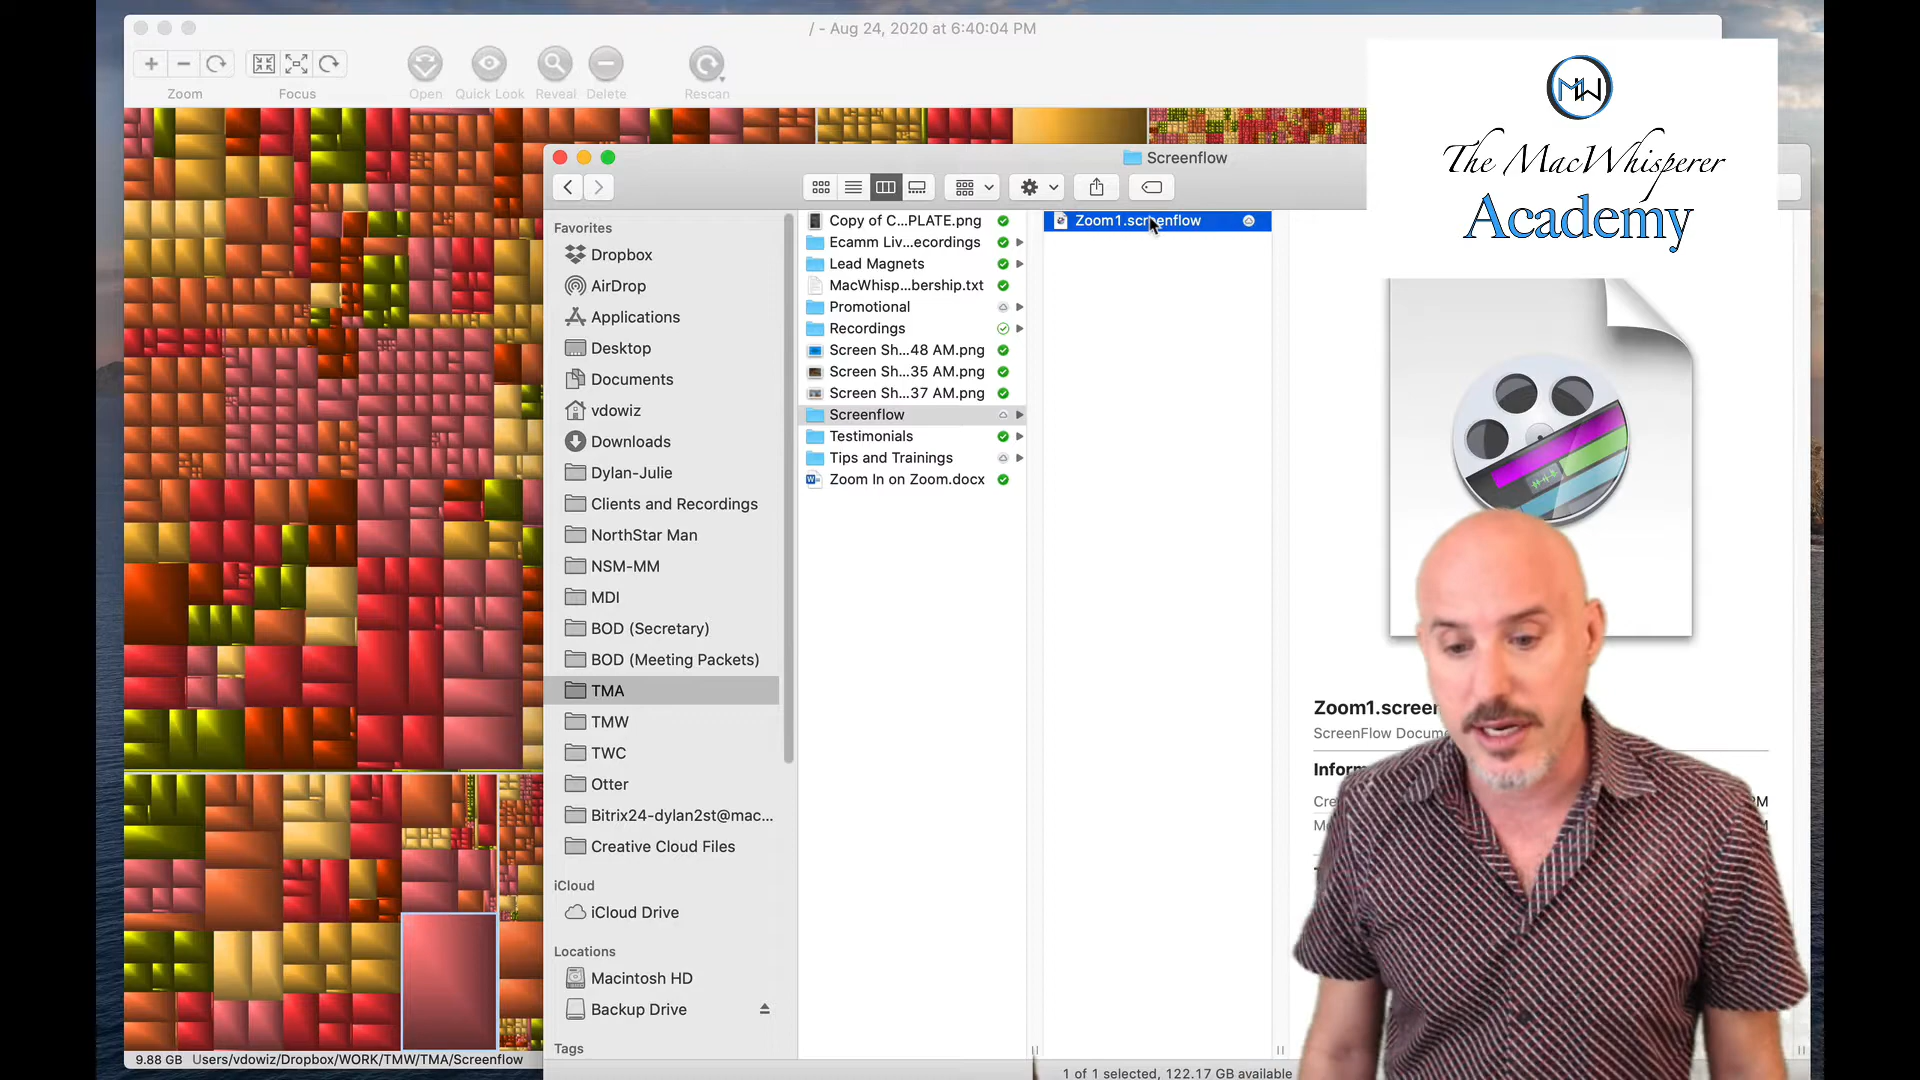 / - Aug 24, 2020 at 6:40:04 PM
Zoom
Focus
Open
Quick Look
Reveal
Delete
Rescan
MW
The MacWhisperer
Academy
Screenflow
Favorites
Dropbox
AirDrop
Applications
Desktop
Documents
vdowiz
Downloads
Dylan-Julie
Clients and Recordings
NorthStar Man
NSM-MM
MDI
BOD (Secretary)
BOD (Meeting Packets)
TMA
TMW
TWC
Otter
Bitrix24-dylan2st@mac...
Creative Cloud Files
iCloud
iCloud Drive
Locations
Macintosh HD
Backup Drive
Tags
Copy of C...PLATE.png
Ecamm Liv...ecordings
Lead Magnets
MacWhisp...bership.txt
Promotional
Recordings
Screen Sh...48 AM.png
Screen Sh...35 AM.png
Screen Sh...37 AM.png
Screenflow
Testimonials
Tips and Trainings
Zoom In on Zoom.docx
Zoom1.screenflow
Zoom1.screen
ScreenFlow Docume
Inform
Cre
PM
9.88 GB Users/vdowiz/Dropbox/WORK/TMW/TMA/Screenflow
1 of 1 selected, 122.17 GB available